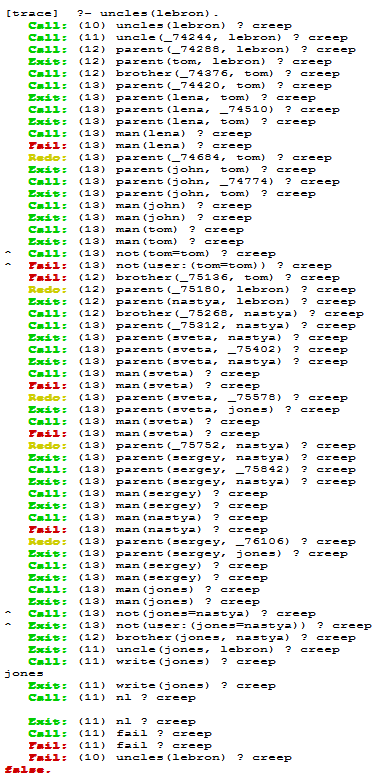 [trace]  ?- uncles(lebron).
Call: (10) uncles(lebron) ? creep
Call: (11) uncle(_74244, lebron) ? creep
Call: (12) parent(_74288, lebron) ? creep
Exit: (12) parent(tom, lebron) ? creep
Call: (12) brother(_74376, tom) ? creep
Call: (13) parent(_74420, tom) ? creep
Exit: (13) parent(lena, tom) ? creep
Call: (13) parent(lena, _74510) ? creep
Exit: (13) parent(lena, tom) ? creep
Call: (13) man(lena) ? creep
Fail: (13) man(lena) ? creep
Redo: (13) parent(_74684, tom) ? creep
Exit: (13) parent(john, tom) ? creep
Call: (13) parent(john, _74774) ? creep
Exit: (13) parent(john, tom) ? creep
Call: (13) man(john) ? creep
Exit: (13) man(john) ? creep
Call: (13) man(tom) ? creep
Exit: (13) man(tom) ? creep
^ Call: (13) not(tom=tom) ? creep
^ Fail: (13) not(user:(tom=tom)) ? creep
Fail: (12) brother(_75136, tom) ? creep
Redo: (12) parent(_75180, lebron) ? creep
Exit: (12) parent(nastya, lebron) ? creep
Call: (12) brother(_75268, nastya) ? creep
Call: (13) parent(_75312, nastya) ? creep
Exit: (13) parent(sveta, nastya) ? creep
Call: (13) parent(sveta, _75402) ? creep
Exit: (13) parent(sveta, nastya) ? creep
Call: (13) man(sveta) ? creep
Fail: (13) man(sveta) ? creep
Redo: (13) parent(sveta, _75578) ? creep
Exit: (13) parent(sveta, jones) ? creep
Call: (13) man(sveta) ? creep
Fail: (13) man(sveta) ? creep
Redo: (13) parent(_75752, nastya) ? creep
Exit: (13) parent(sergey, nastya) ? creep
Call: (13) parent(sergey, _75842) ? creep
Exit: (13) parent(sergey, nastya) ? creep
Call: (13) man(sergey) ? creep
Exit: (13) man(sergey) ? creep
Call: (13) man(nastya) ? creep
Fail: (13) man(nastya) ? creep
Redo: (13) parent(sergey, _76106) ? creep
Exit: (13) parent(sergey, jones) ? creep
Call: (13) man(sergey) ? creep
Exit: (13) man(sergey) ? creep
Call: (13) man(jones) ? creep
Exit: (13) man(jones) ? creep
^ Call: (13) not(jones=nastya) ? creep
^ Exit: (13) not(user:(jones=nastya)) ? creep
Exit: (12) brother(jones, nastya) ? creep
Exit: (11) uncle(jones, lebron) ? creep
Call: (11) write(jones) ? creep
jones
Exit: (11) write(jones) ? creep
Call: (11) nl ? creep
Exit: (11) nl ? creep
Call: (11) fail ? creep
Fail: (11) fail ? creep
Fail: (10) uncles(lebron) ? creep
false.